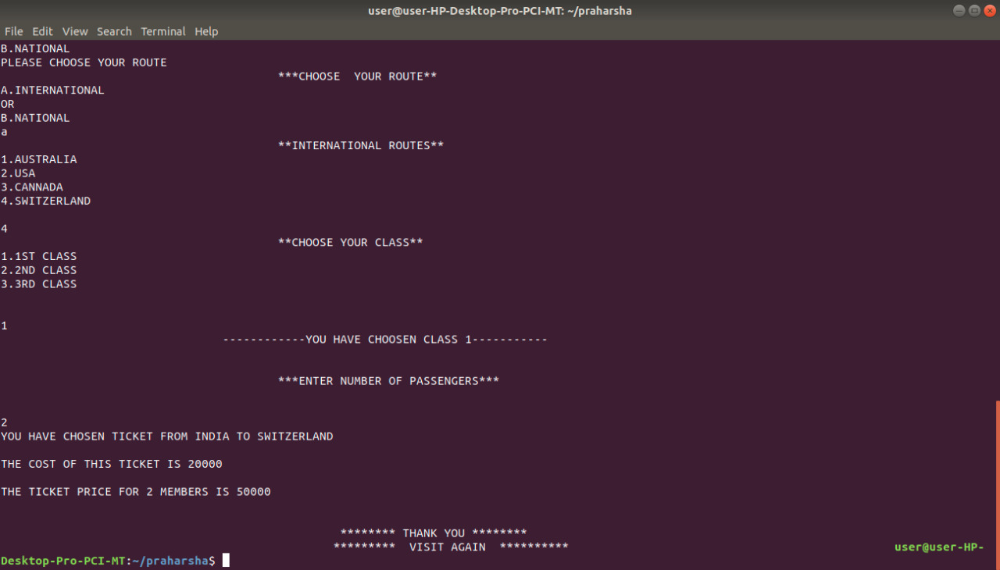 user@user-HP-Desktop-Pro-PCI-MT: ~/praharsha
File Edit View Search Terminal Help
B.NATIONAL
PLEASE CHOOSE YOUR ROUTE
***CHOOSE  YOUR ROUTE**
A.INTERNATIONAL
OR
B.NATIONAL
a
**INTERNATIONAL ROUTES**
1.AUSTRALIA
2.USA
3.CANNADA
4.SWITZERLAND
4
**CHOOSE YOUR CLASS**
1.1ST CLASS
2.2ND CLASS
3.3RD CLASS
1
------------YOU HAVE CHOOSEN CLASS 1-----------
***ENTER NUMBER OF PASSENGERS***
2
YOU HAVE CHOSEN TICKET FROM INDIA TO SWITZERLAND
THE COST OF THIS TICKET IS 20000
THE TICKET PRICE FOR 2 MEMBERS IS 50000
******** THANK YOU ********
*********  VISIT AGAIN  **********
user@user-HP-
Desktop-Pro-PCI-MT:~/praharsha$